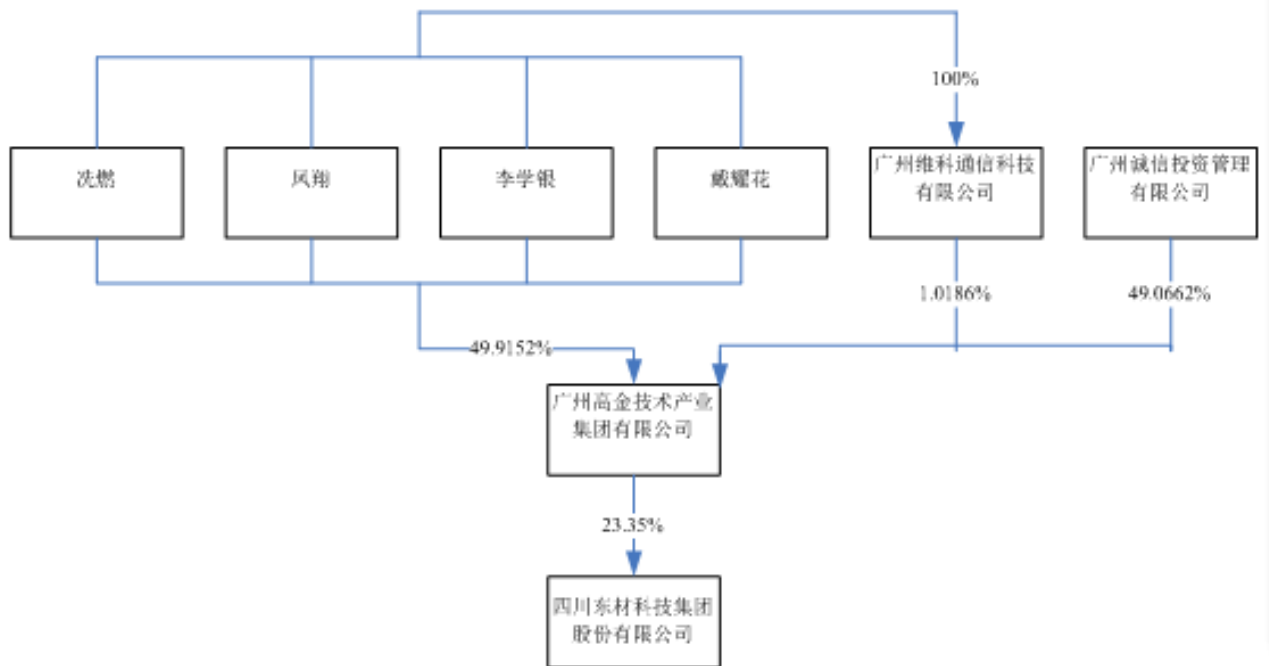 100%
冼燃
凤翔
李学银
戴耀花
广州维科通信科技
有限公司
广州诚信投资管理
有限公司
1.0186%
49.0662%
49.9152%
广州高金技术产业
集团有限公司
23.35%
四川东材科技集团
股份有限公司